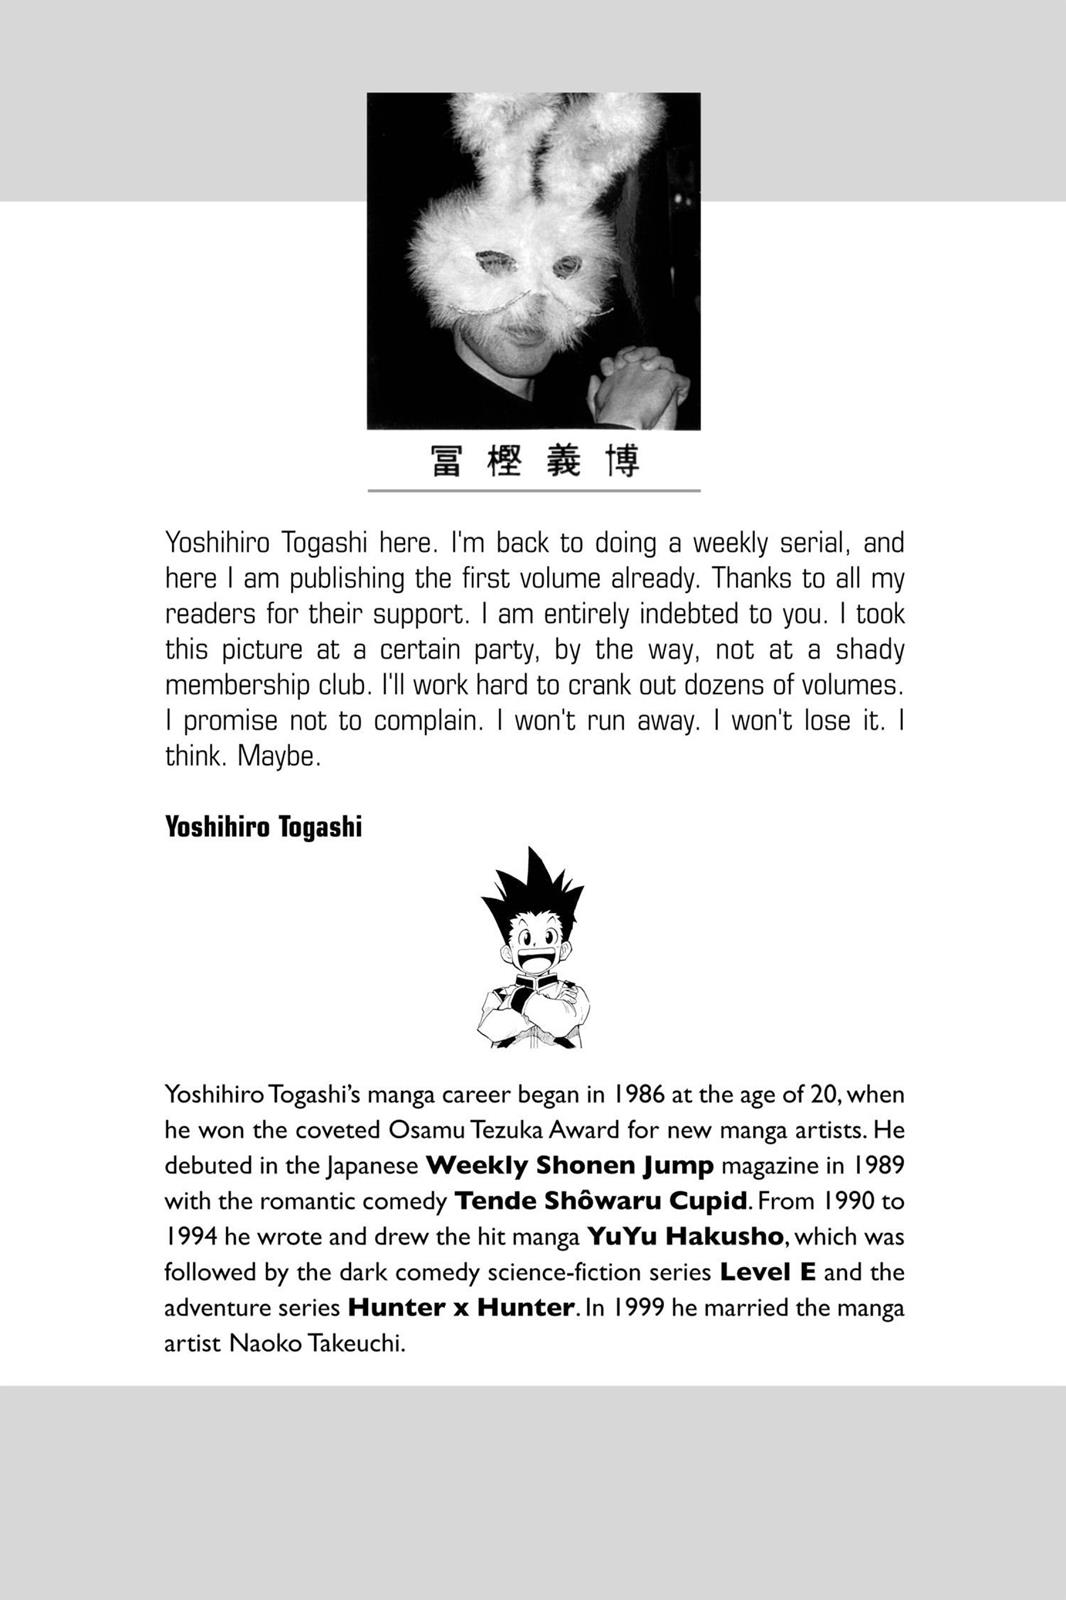 冨樫義博
Yoshihiro Togashi here. I'm back to doing a weekly serial, and
here I am publishing the first volume already. Thanks to all my
readers for their support. I am entirely indebted to you. I took
this picture at a certain party, by the way, not at a shady
membership club. I'll work hard to crank out dozens of volumes.
I promise not to complain. I won't run away. I won't lose it. I
think. Maybe.
Yoshihiro Togashi
Yoshihiro Togashi’s manga career began in 1986 at the age of 20, when
he won the coveted Osamu Tezuka Award for new manga artists. He
debuted in the Japanese Weekly Shonen Jump magazine in 1989
with the romantic comedy Tende Shôwaru Cupid. From 1990 to
1994 he wrote and drew the hit manga YuYu Hakusho, which was
followed by the dark comedy science-fiction series Level E and the
adventure series Hunter x Hunter. In 1999 he married the manga
artist Naoko Takeuchi.